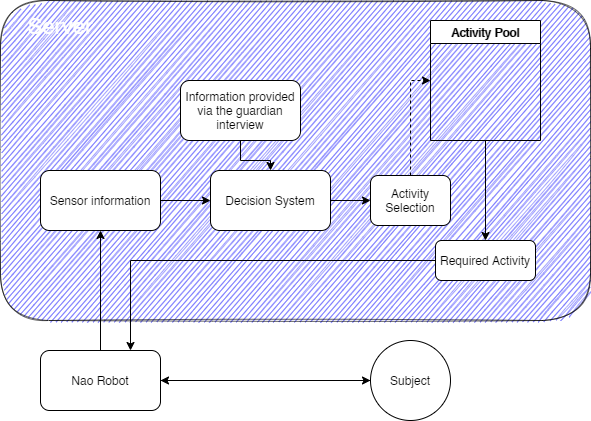 Server
Activity Pool
Information provided
via the guardian
interview
Sensor information
Decision System
Activity
Selection
Required Activity
Nao Robot
Subject